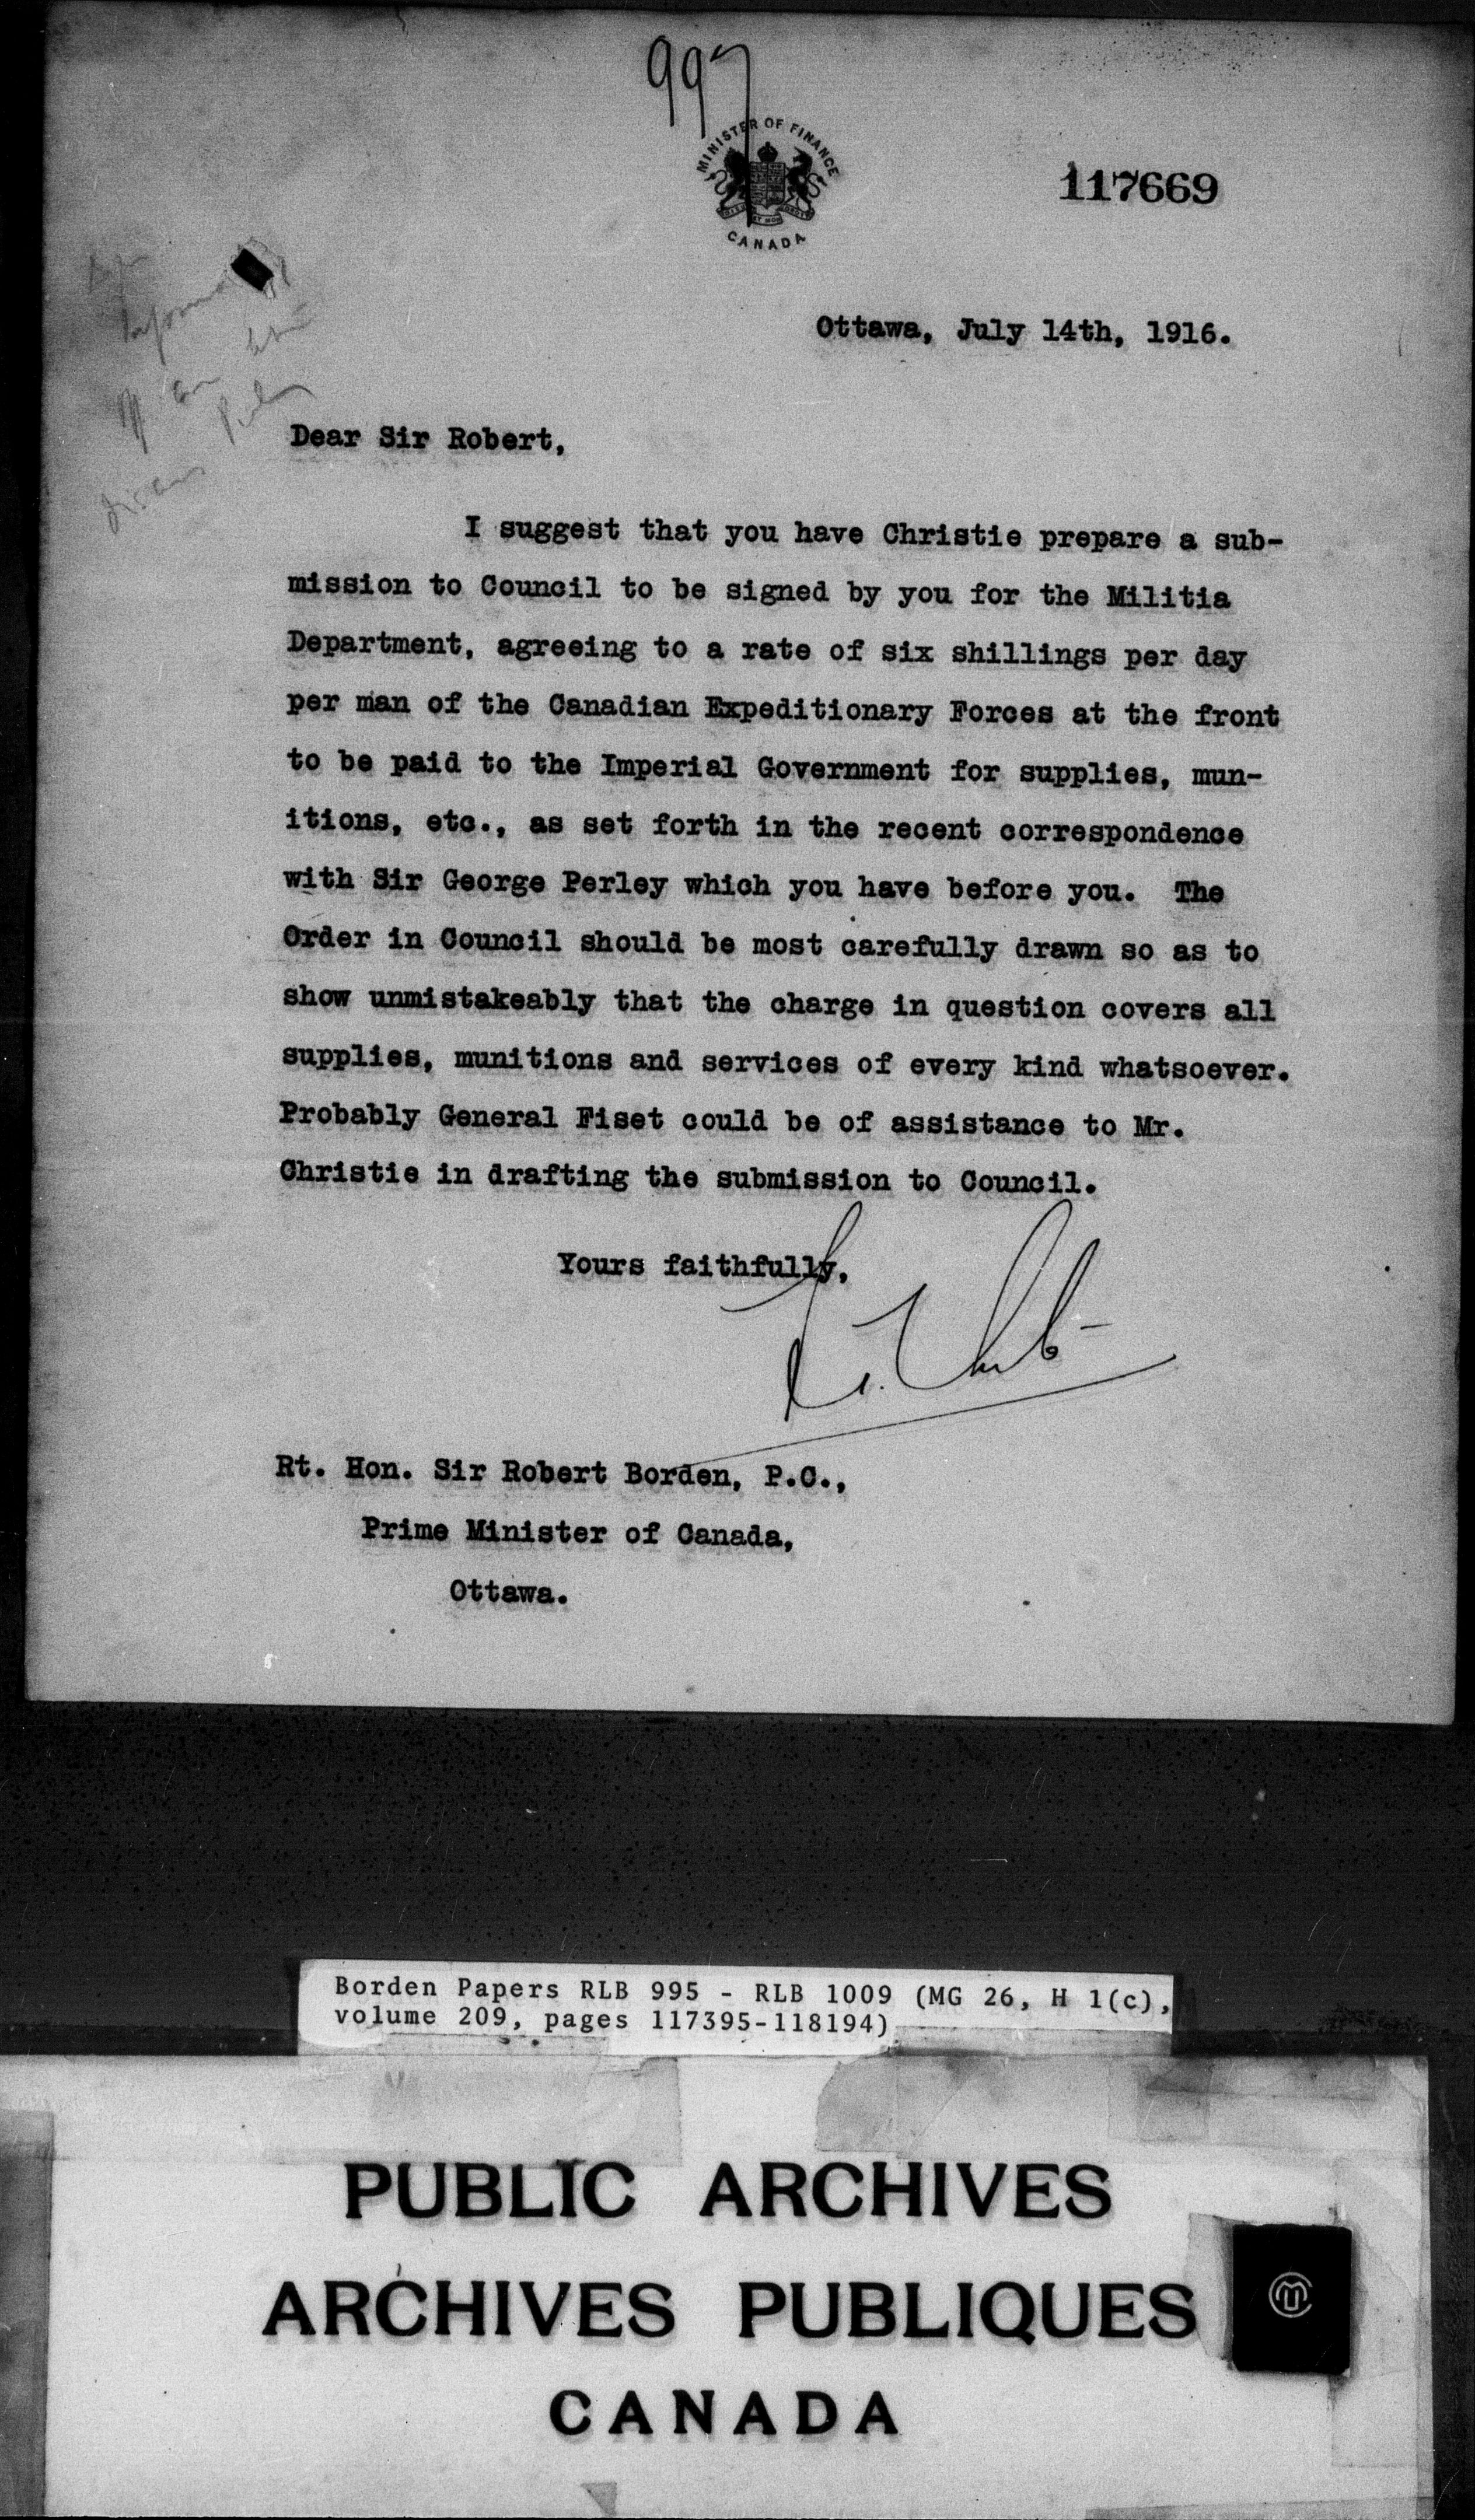 997
MINISTER OF FINANCE
CANADA
117669
Ottawa, July 14th, 1916.
Dear Sir Robert,
I suggest that you have Christie prepare a sub-
mission to Council to be signed by you for the Militia
Department, agreeing to a rate of six shillings per day
per man of the Canadian Expeditionary Forces at the front
to be paid to the Imperial Government for supplies, mun-
itions, etc., as set forth in the recent correspondence
with Sir George Perley which you have before you. The
Order in Council should be most carefully drawn so as to
show unmistakeably that the charge in question covers all
supplies, munitions and services of every kind whatsoever.
Probably General Fiset could be of assistance to Mr.
Christie in drafting the submission to Council.
Yours faithfully,
Rt. Hon. Sir Robert Borden, P.C.,
Prime Minister of Canada,
Ottawa.
Borden Papers RLB 995 - RLB 1009 (MG 26, H 1(c),
volume 209, pages 117395-118194)
PUBLIC ARCHIVES
ARCHIVES PUBLIQUES
CANADA